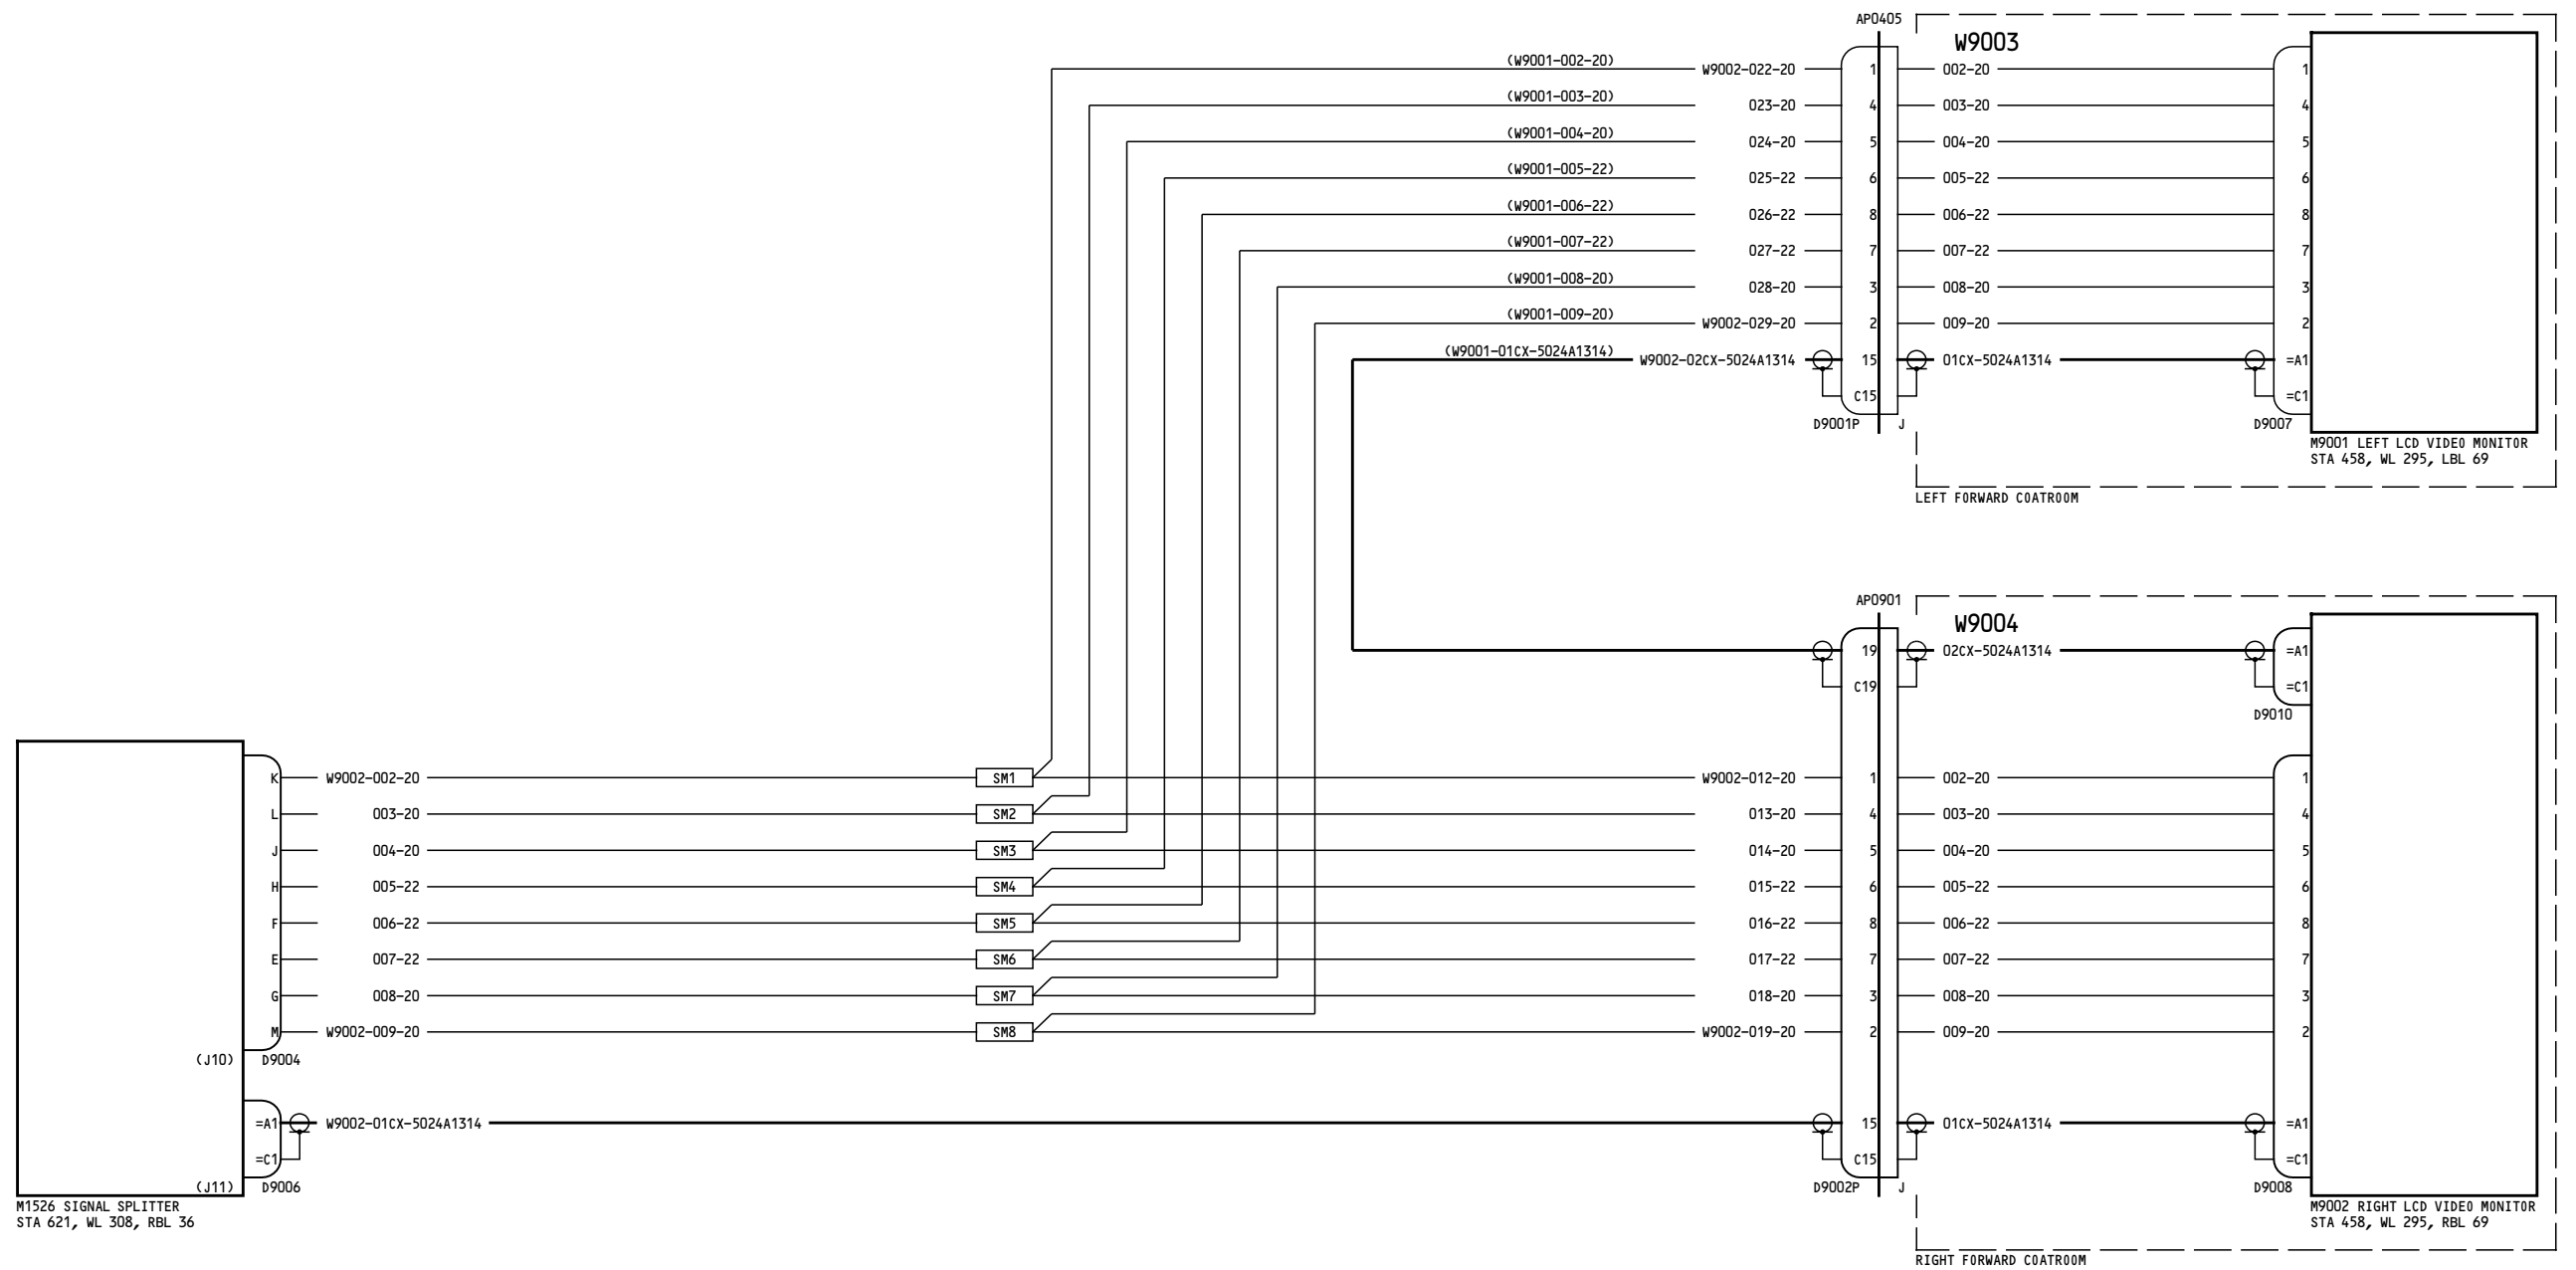 AP0405
W9003
(W9001-002-20) W9002-022-20 1 002-20 1
(W9001-003-20) 023-20 4 003-20 4
(W9001-004-20) 024-20 5 004-20 5
(W9001-005-22) 025-22 6 005-22 6
(W9001-006-22) 026-22 8 006-22 8
(W9001-007-22) 027-22 7 007-22 7
(W9001-008-20) 028-20 3 008-20 3
(W9001-009-20) W9002-029-20 2 009-20 2
(W9001-01CX-5024A1314) W9002-02CX-5024A1314 15 01CX-5024A1314 =A1
C15 =C1
D9001P J D9007
M9001 LEFT LCD VIDEO MONITOR
STA 458, WL 295, LBL 69
LEFT FORWARD COATROOM
AP0901
W9004
19 02CX-5024A1314 =A1
C19 =C1
D9010
K W9002-002-20 SM1 W9002-012-20 1 002-20 1
L 003-20 SM2 013-20 4 003-20 4
J 004-20 SM3 014-20 5 004-20 5
H 005-22 SM4 015-22 6 005-22 6
F 006-22 SM5 016-22 8 006-22 8
E 007-22 SM6 017-22 7 007-22 7
G 008-20 SM7 018-20 3 008-20 3
M W9002-009-20 SM8 W9002-019-20 2 009-20 2
(J10) D9004
=A1 W9002-01CX-5024A1314 15 01CX-5024A1314 =A1
=C1 C15 =C1
(J11) D9006 D9002P J D9008
M1526 SIGNAL SPLITTER
STA 621, WL 308, RBL 36
M9002 RIGHT LCD VIDEO MONITOR
STA 458, WL 295, RBL 69
RIGHT FORWARD COATROOM